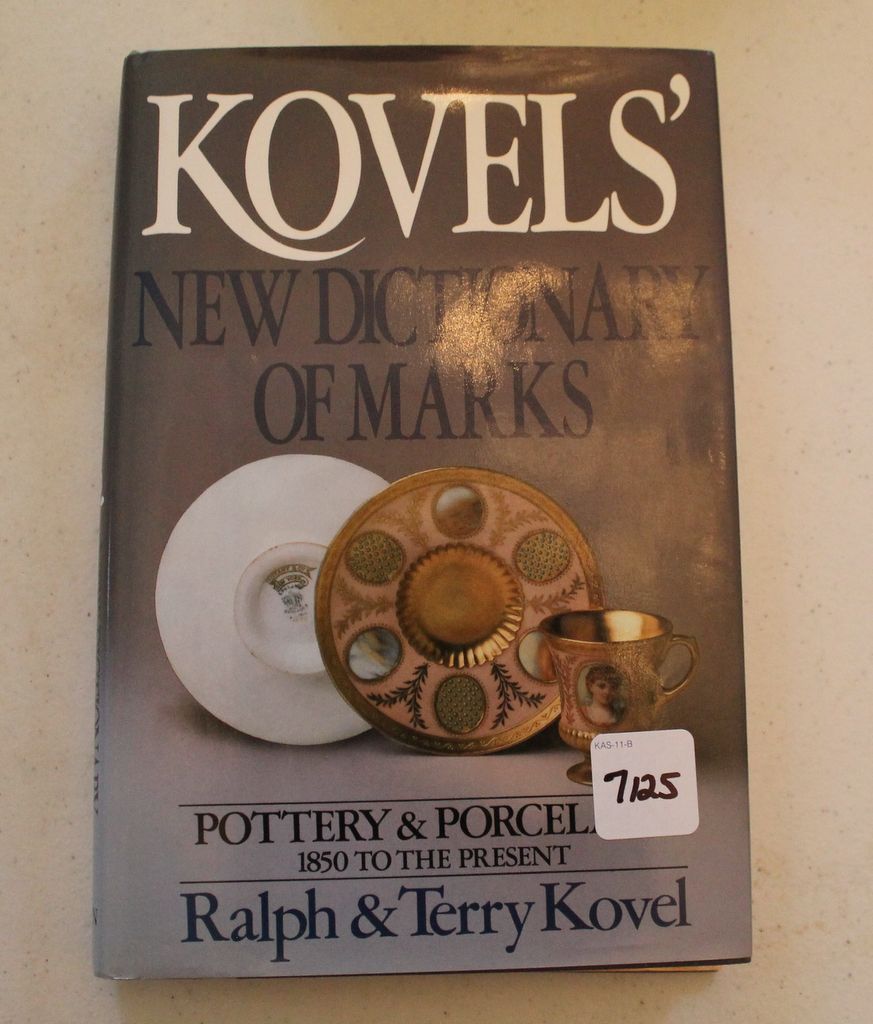 KOVELS'
NEW DICTIONARY
OF MARKS
KAS-11-B
7125
POTTERY & PORCEL
1850 TO THE PRESENT
Ralph & Terry Kovel